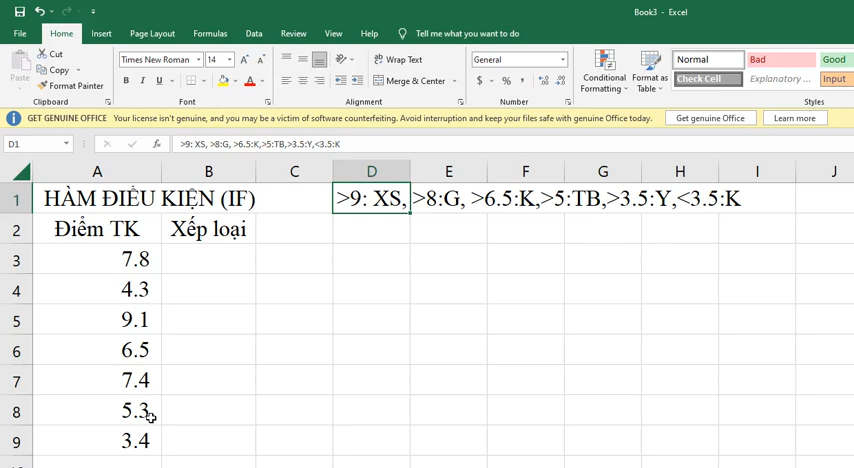 Book3 - Excel
File Home Insert Page Layout Formulas Data Review View Help Tell me what you want to do
Cut
Copy
Format Painter
Paste
Clipboard
Times New Roman 14
B I U
Font
Wrap Text
Merge & Center
Alignment
General
$ % ,
Number
Conditional Formatting
Format as Table
Normal Bad Good
Check Cell Explanatory ... Input
Styles
GET GENUINE OFFICE Your license isn't genuine, and you may be a victim of software counterfeiting. Avoid interruption and keep your files safe with genuine Office today. Get genuine Office Learn more
D1 fx >9: XS, >8:G, >6.5:K,>5:TB,>3.5:Y,<3.5:K
A B C D E F G H I J
1 HÀM ĐIỀU KIỆN (IF) >9: XS, >8:G, >6.5:K,>5:TB,>3.5:Y,<3.5:K
2 Điểm TK Xếp loại
3 7.8
4 4.3
5 9.1
6 6.5
7 7.4
8 5.3
9 3.4